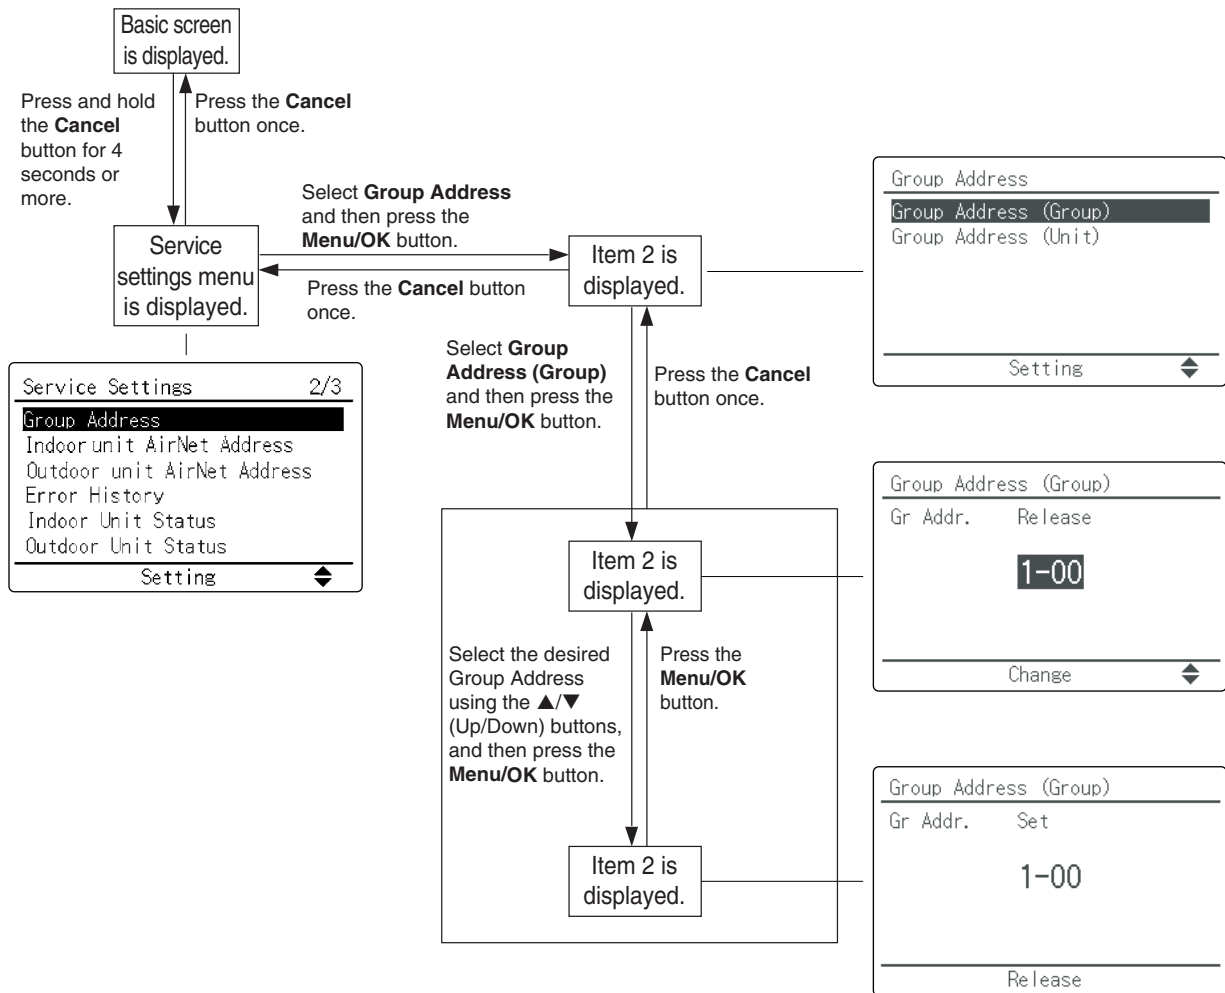 Basic screen
is displayed.
Press and hold
the Cancel
button for 4
seconds or
more.
Press the Cancel
button once.
Service
settings menu
is displayed.
Select Group Address
and then press the
Menu/OK button.
Press the Cancel button
once.
Item 2 is
displayed.
Group Address
Group Address (Group)
Group Address (Unit)
Setting
Service Settings 2/3
Group Address
Indoor unit AirNet Address
Outdoor unit AirNet Address
Error History
Indoor Unit Status
Outdoor Unit Status
Setting
Select Group
Address (Group)
and then press the
Menu/OK button.
Press the Cancel
button once.
Item 2 is
displayed.
Group Address (Group)
Gr Addr. Release
1-00
Change
Select the desired
Group Address
using the ▲/▼
(Up/Down) buttons,
and then press the
Menu/OK button.
Press the
Menu/OK
button.
Item 2 is
displayed.
Group Address (Group)
Gr Addr. Set
1-00
Release